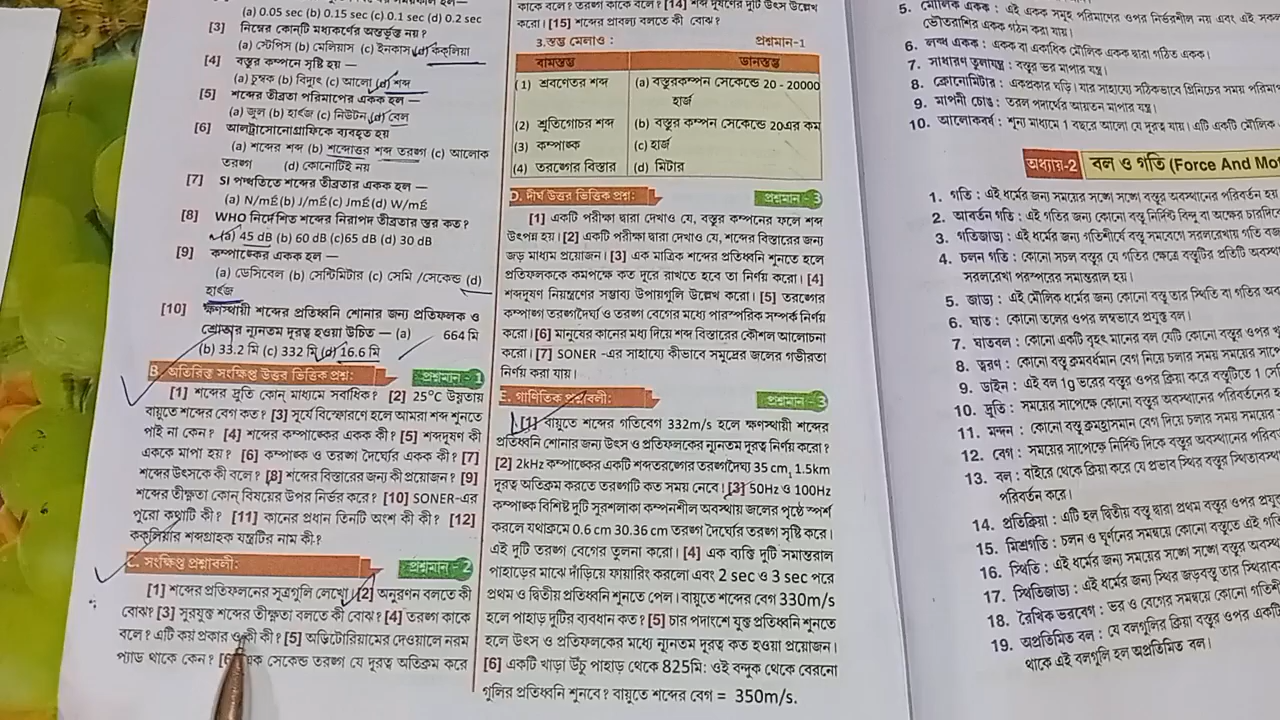 (a) 0.05 sec (b) 0.15 sec (c) 0.1 sec (d) 0.2 sec
[3] নিম্নের কোনটি মধ্যকর্ণের অন্তর্ভুক্ত নয়?
(a) স্টেপিস (b) মেলিয়াস (c) ইনকাস (d) ককলিয়া
[4] বস্তুর কম্পনে সৃষ্টি হয় —
(a) চুম্বক (b) বিদ্যুৎ (c) আলো (d) শব্দ
[5] শব্দের তীব্রতা পরিমাপের একক হল —
(a) জুল (b) হার্ৎজ (c) নিউটন (d) বেল
[6] আলট্রাসোনোগ্রাফিকে ব্যবহৃত হয়
(a) শব্দের শব্দ (b) শব্দোত্তর শব্দ তরঙ্গ (c) আলোক
তরঙ্গ (d) কোনোটিই নয়
[7] SI পদ্ধতিতে শব্দের তীব্রতার একক হল —
(a) N/mÉ (b) J/mÉ (c) JmÉ (d) W/mÉ
[8] WHO নির্দেশিত শব্দের নিরাপদ তীব্রতার স্তর কত?
(a) 45 dB (b) 60 dB (c) 65 dB (d) 30 dB
[9] কম্পাঙ্কের একক হল —
(a) ডেসিবেল (b) সেন্টিমিটার (c) সেমি /সেকেন্ড (d)
হার্ৎজ
[10] ক্ষণস্থায়ী শব্দের প্রতিধ্বনি শোনার জন্য প্রতিফলক ও
শ্রোতার ন্যূনতম দূরত্ব হওয়া উচিত — (a) 664 মি
(b) 33.2 মি (c) 332 মি (d) 16.6 মি
B. অতিরিক্ত সংক্ষিপ্ত উত্তর ভিত্তিক প্রশ্ন: প্রশ্নমান - 1
[1] শব্দের দ্রুতি কোন্ মাধ্যমে সর্বাধিক? [2] 25°C উষ্ণতায়
বায়ুতে শব্দের বেগ কত? [3] সূর্যে বিস্ফোরণে হলে আমরা শব্দ শুনতে
পাই না কেন? [4] শব্দের কম্পাঙ্কের একক কী? [5] শব্দদূষণ কী
এককে মাপা হয়? [6] কম্পাঙ্ক ও তরঙ্গ দৈর্ঘ্যের একক কী? [7]
শব্দের উৎসকে কী বলে? [8] শব্দের বিস্তারের জন্য কী প্রয়োজন? [9]
শব্দের তীক্ষ্ণতা কোন্ বিষয়ের উপর নির্ভর করে? [10] SONER-এর
পুরো কথাটি কী? [11] কানের প্রধান তিনটি অংশ কী কী? [12]
ককলিয়ার শব্দগ্রাহক যন্ত্রটির নাম কী?
C. সংক্ষিপ্ত প্রশ্নাবলী: প্রশ্নমান - 2
[1] শব্দের প্রতিফলনের সূত্রগুলি লেখো। [2] অনুরণন বলতে কী
বোঝ? [3] সুরযুক্ত শব্দের তীক্ষ্ণতা বলতে কী বোঝ? [4] তরঙ্গ কাকে
বলে? এটি কয় প্রকার ও কী কী? [5] অডিটোরিয়ামের দেওয়ালে নরম
প্যাড থাকে কেন? এক সেকেন্ড তরঙ্গ যে দূরত্ব অতিক্রম করে
কাকে বলে? তরঙ্গ কাকে বলে? [14] শব্দ দূষণের দুটি উৎস উল্লেখ
করো। [15] শব্দের প্রাবল্য বলতে কী বোঝ?
3.স্তম্ভ মেলাও : প্রশ্নমান-1
বামস্তম্ভ ডানস্তম্ভ
(1) শ্রবণেতর শব্দ (a) বস্তুরকম্পন সেকেন্ডে 20 - 20000
হার্জ
(2) শ্রুতিগোচর শব্দ (b) বস্তুর কম্পন সেকেন্ডে 20এর কম
(3) কম্পাঙ্ক (c) হার্জ
(4) তরঙ্গের বিস্তার (d) মিটার
D. দীর্ঘ উত্তর ভিত্তিক প্রশ্ন: প্রশ্নমান - 3
[1] একটি পরীক্ষা দ্বারা দেখাও যে, বস্তুর কম্পনের ফলে শব্দ
উৎপন্ন হয়। [2] একটি পরীক্ষা দ্বারা দেখাও যে, শব্দের বিস্তারের জন্য
জড় মাধ্যম প্রয়োজন। [3] এক মাত্রিক শব্দের প্রতিধ্বনি শুনতে হলে
প্রতিফলককে কমপক্ষে কত দূরে রাখতে হবে তা নির্ণয় করো। [4]
শব্দদূষণ নিয়ন্ত্রণের সম্ভাব্য উপায়গুলি উল্লেখ করো। [5] তরঙ্গের
কম্পাঙ্ক তরঙ্গদৈর্ঘ্য ও তরঙ্গ বেগের মধ্যে পারস্পরিক সম্পর্ক নির্ণয়
করো। [6] মানুষের কানের মধ্য দিয়ে শব্দ বিস্তারের কৌশল আলোচনা
করো। [7] SONER -এর সাহায্যে কীভাবে সমুদ্রের জলের গভীরতা
নির্ণয় করা যায়।
E. গাণিতিক প্রশ্নাবলী: প্রশ্নমান - 3
[1] বায়ুতে শব্দের গতিবেগ 332m/s হলে ক্ষণস্থায়ী শব্দের
প্রতিধ্বনি শোনার জন্য উৎস ও প্রতিফলকের ন্যূনতম দূরত্ব নির্ণয় করো?
[2] 2kHz কম্পাঙ্কের একটি শব্দতরঙ্গের তরঙ্গদৈর্ঘ্য 35 cm, 1.5km
দূরত্ব অতিক্রম করতে তরঙ্গটি কত সময় নেবে। [3] 50Hz ও 100Hz
কম্পাঙ্ক বিশিষ্ট দুটি সুরশলাকা কম্পনশীল অবস্থায় জলের পৃষ্ঠে স্পর্শ
করলে যথাক্রমে 0.6 cm 30.36 cm তরঙ্গ দৈর্ঘ্যের তরঙ্গ সৃষ্টি করে।
এই দুটি তরঙ্গ বেগের তুলনা করো। [4] এক ব্যক্তি দুটি সমান্তরাল
পাহাড়ের মাঝে দাঁড়িয়ে ফায়ারিং করলো এবং 2 sec ও 3 sec পরে
প্রথম ও দ্বিতীয় প্রতিধ্বনি শুনতে পেল। বায়ুতে শব্দের বেগ 330m/s
হলে পাহাড় দুটির ব্যবধান কত? [5] চার পদাংশে যুক্ত প্রতিধ্বনি শুনতে
হলে উৎস ও প্রতিফলকের মধ্যে ন্যূনতম দূরত্ব কত হওয়া প্রয়োজন।
[6] একটি খাড়া উঁচু পাহাড় থেকে 825মি: ওই বন্দুক থেকে বেরনো
গুলির প্রতিধ্বনি শুনবে? বায়ুতে শব্দের বেগ = 350m/s.
5. মৌলিক একক : এই একক সমূহ পরিমাপের ওপর নির্ভরশীল নয় এবং এই
ভৌতরাশির একক গঠন করা যায়।
6. লব্ধ একক : একক বা একাধিক মৌলিক একক দ্বারা গঠিত একক।
7. সাধারণ তুলাযন্ত্র : বস্তুর ভর মাপার যন্ত্র।
8. ক্রোনোমিটার : একপ্রকার ঘড়ি। যার সাহায্যে সঠিকভাবে গ্রিনিচের সময় পরিমাপ
9. মাপনী চোঙ : তরল পদার্থের আয়তন মাপার যন্ত্র।
10. আলোকবর্ষ : শূন্য মাধ্যমে 1 বছরে আলো যে দূরত্ব যায়। এটি একটি মৌলিক
অধ্যায়-2 বল ও গতি (Force And Mo
1. গতি : এই ধর্মের জন্য সময়ের সঙ্গে সঙ্গে বস্তুর অবস্থানের পরিবর্তন হয়
2. আবর্তন গতি : এই গতির জন্য কোনো বস্তু নির্দিষ্ট বিন্দু বা অক্ষের চারদিকে
3. গতিজাড্য : এই ধর্মের জন্য গতিশীর্ষে বস্তু সমবেগে সরলরেখায় গতি
4. চলন গতি : কোনো সচল বস্তুর যে গতির ক্ষেত্রে বস্তুটির প্রতিটি
সরলরেখা পরস্পরের সমান্তরাল হয়।
5. জাড্য : এই মৌলিক ধর্মের জন্য কোনো বস্তু তার স্থিতি বা গতির
6. ঘাত : কোনো তলের ওপর লম্বভাবে প্রযুক্ত বল।
7. ঘাতবল : কোনো একটি বৃহৎ মানের বল যেটি কোনো বস্তুর ওপর
8. ত্বরণ : কোনো বস্তু ক্রমবর্ধমান বেগ নিয়ে চলার সময় সময়ের
9. ডাইন : এই বল 1g ভরের বস্তুর ওপর ক্রিয়া করে বস্তুটিতে 1
10. দ্রুতি : সময়ের সাপেক্ষে কোনো বস্তুর অবস্থানের পরিবর্তনের
11. মন্দন : কোনো বস্তু ক্রমহ্রাসমান বেগ দিয়ে চলার সময় সময়ের
12. বেগ : সময়ের সাপেক্ষে নির্দিষ্ট দিকে বস্তুর অবস্থানের
13. বল : বাইরে থেকে ক্রিয়া করে যে প্রভাব স্থির বস্তুর স্থিতাবস্থা
পরিবর্তন করে।
14. প্রতিক্রিয়া : এটি হল দ্বিতীয় বস্তু দ্বারা প্রথম বস্তুর ওপর
15. মিশ্রগতি : চলন ও ঘূর্ণনের সমন্বয়ে কোনো বস্তুতে এই
16. স্থিতি : এই ধর্মের জন্য সময়ের সঙ্গে সঙ্গে বস্তুর
17. স্থিতিজাড্য : এই ধর্মের জন্য স্থির জড়বস্তু তার
18. রৈখিক ভরবেগ : ভর ও বেগের সমন্বয়ে কোনো
19. অপ্রতিমিত বল : যে বলগুলির ক্রিয়া বস্তুর ওপর
থাকে এই বলগুলি হল অপ্রতিমিত বল।